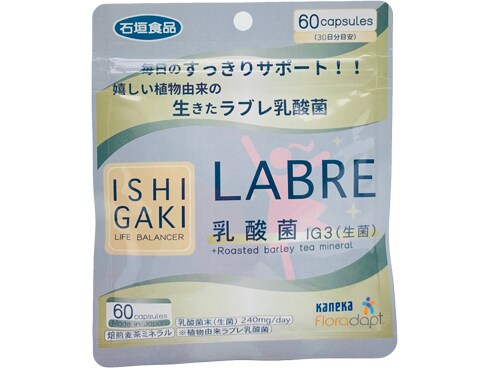 石垣食品
60capsules
(30日分目安)
毎日のすっきりサポート!!
嬉しい植物由来の
生きたラブレ乳酸菌
ISHI
GAKI
LIFE BALANCER
LABRE
乳酸菌 IG3(生菌)
+Roasted barley tea mineral
60capsules
Made in Japan
乳酸菌末(生菌)240mg/day
焙煎麦茶ミネラル
※植物由来ラブレ乳酸菌
kaneka
Floradapt